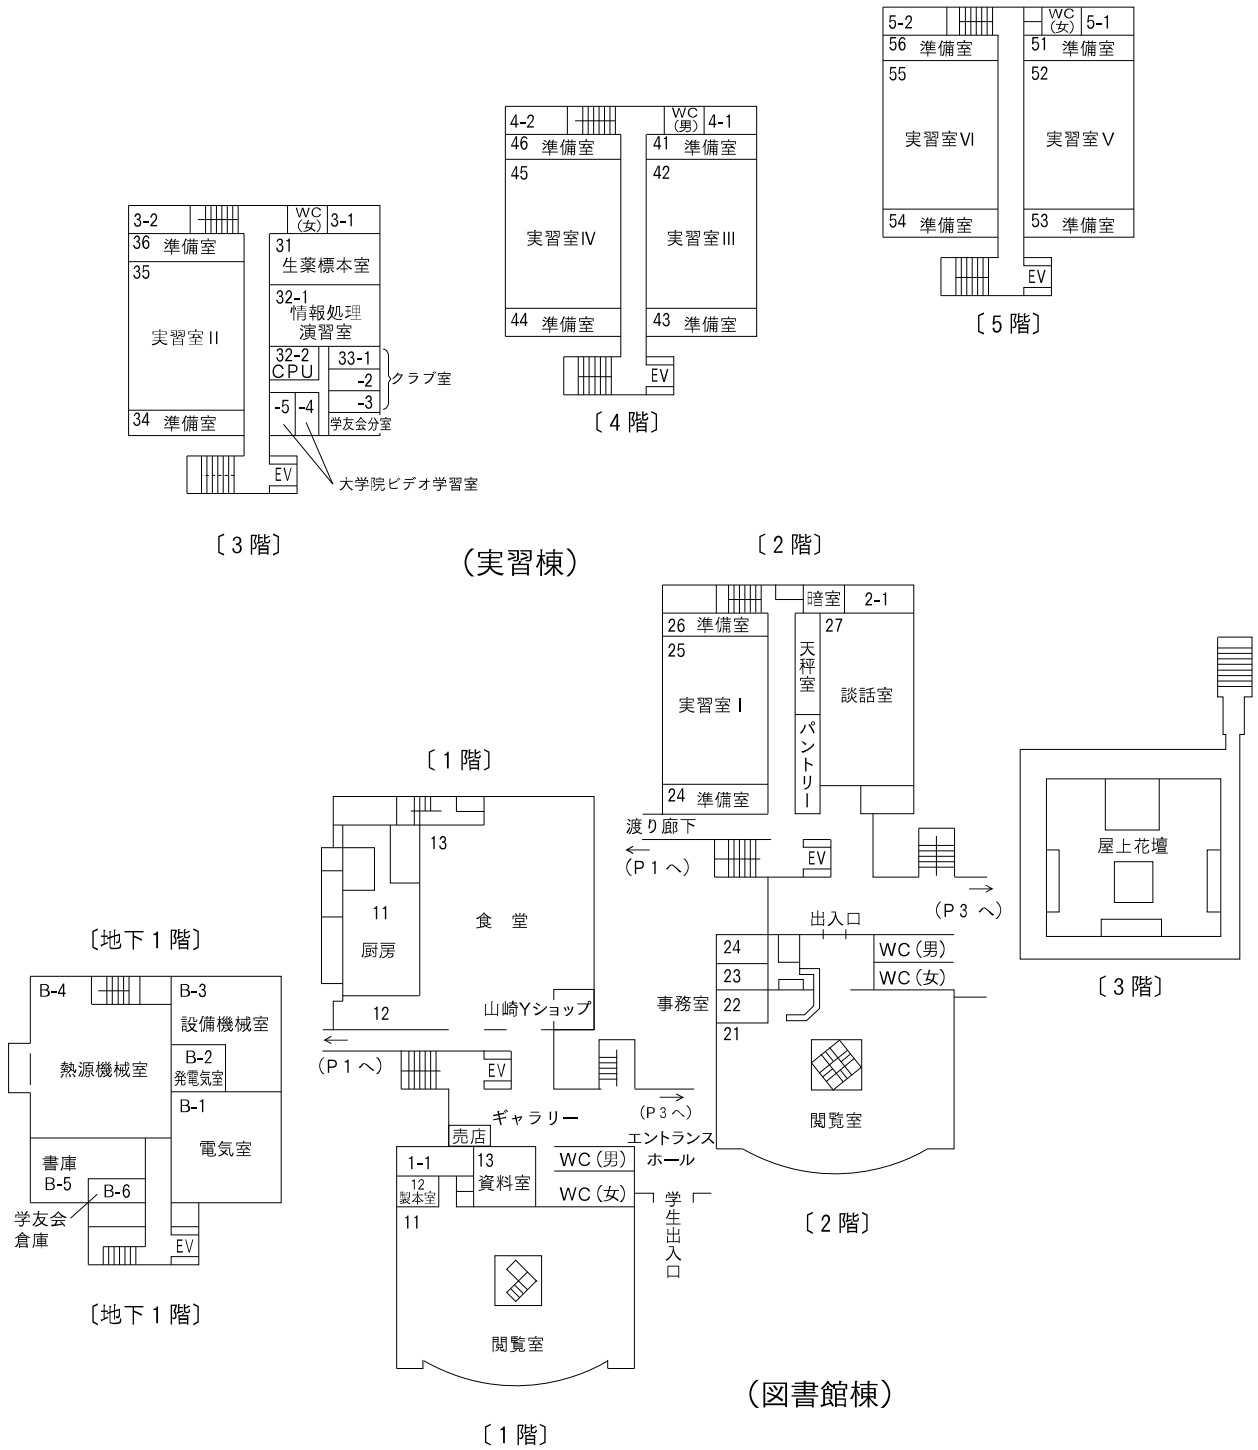 5-2
WC
(女)
5-1
56 準備室
51
準備室
55
52
実習室Ⅵ
実習室Ⅴ
54 準備室
53
準備室
EV
〔5階〕
4-2
WC
(男)
4-1
46 準備室
41
準備室
45
42
実習室Ⅳ
実習室Ⅲ
44 準備室
43
準備室
EV
〔4階〕
3-2
WC
(女)
3-1
36 準備室
31
生薬標本室
35
32-1
情報処理
演習室
実習室Ⅱ
32-2
CPU
33-1
-2
-3
クラブ室
-5
-4
学友会分室
34 準備室
EV
大学院ビデオ学習室
〔3階〕
(実習棟)
〔2階〕
暗室
2-1
26 準備室
27
25
天秤室
実習室Ⅰ
談話室
パントリー
24 準備室
渡り廊下
←
(P1へ)
EV
→
(P3へ)
出入口
24
WC(男)
23
WC(女)
事務室
22
21
閲覧室
〔2階〕
屋上花壇
〔3階〕
〔1階〕
13
11
厨房
食堂
12
山崎Yショップ
←
(P1へ)
EV
→
(P3へ)
ギャラリー
売店
エントランス
ホール
1-1
13
資料室
WC(男)
12
製本室
WC(女)
11
学生出入口
閲覧室
(図書館棟)
〔1階〕
〔地下1階〕
B-4
B-3
設備機械室
B-2
発電気室
熱源機械室
B-1
電気室
書庫
B-5
B-6
学友会
倉庫
EV
〔地下1階〕